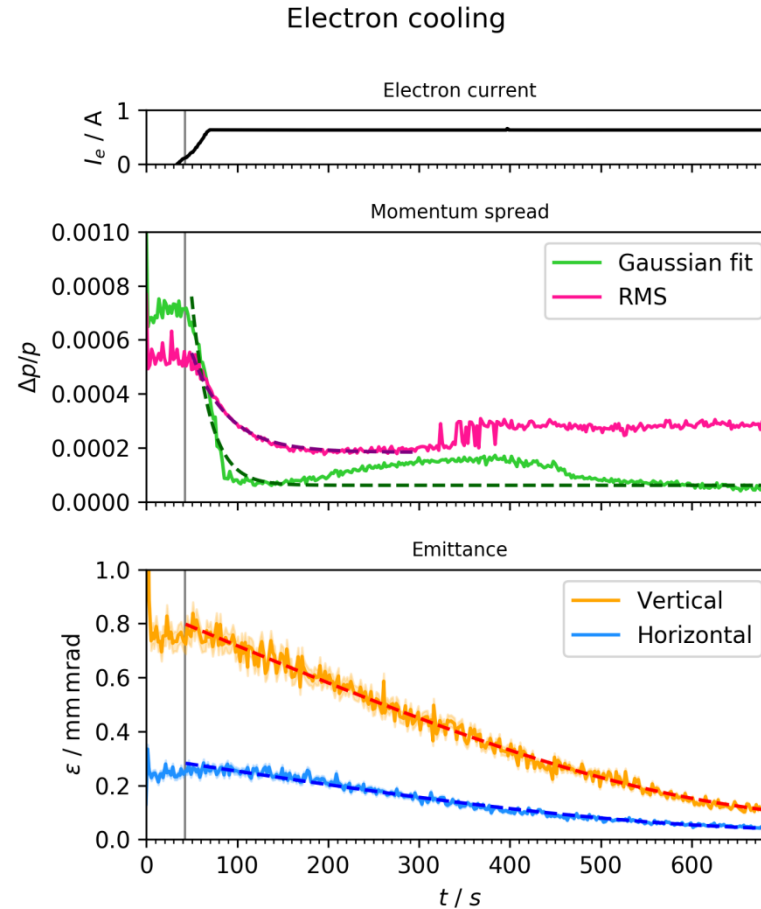 Electron cooling
Electron current
1
0
I_e / A
Momentum spread
0.0010
0.0008
0.0006
0.0004
0.0002
0.0000
Δp/p
Gaussian fit
RMS
Emittance
1.0
0.8
0.6
0.4
0.2
0.0
ε / mm mrad
Vertical
Horizontal
0 100 200 300 400 500 600
t / s